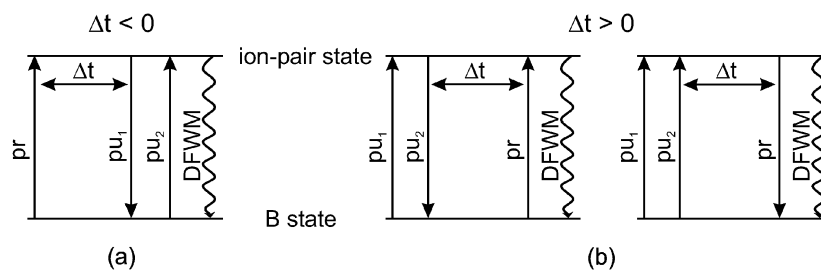 Δt < 0
Δt > 0
ion-pair state
Δt
Δt
Δt
pr
pu₁
pu₂
DFWM
pu₁
pu₂
pr
DFWM
pu₁
pu₂
pr
DFWM
B state
(a)
(b)